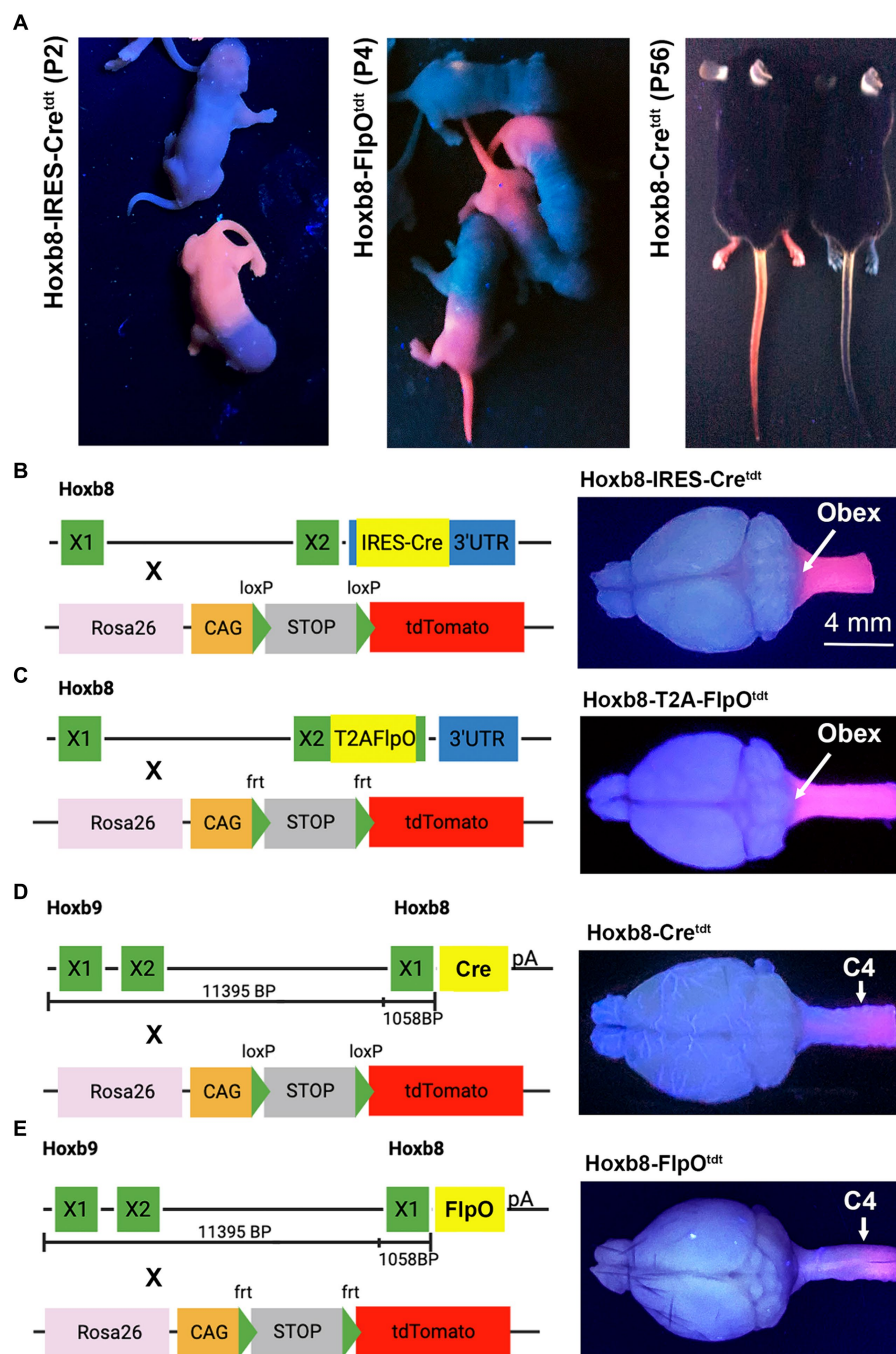 A
Hoxb8-IRES-Cretdt (P2)
Hoxb8-FlpOtdt (P4)
Hoxb8-Cretdt (P56)
B
Hoxb8
X1
X2
IRES-Cre
3'UTR
X
loxP
loxP
Rosa26
CAG
STOP
tdTomato
Hoxb8-IRES-Cretdt
Obex
4 mm
C
Hoxb8
X1
X2
T2AFlpO
3'UTR
X
frt
frt
Rosa26
CAG
STOP
tdTomato
Hoxb8-T2A-FlpOtdt
Obex
D
Hoxb9
Hoxb8
X1
X2
X1
Cre
pA
11395 BP
1058BP
X
loxP
loxP
Rosa26
CAG
STOP
tdTomato
Hoxb8-Cretdt
C4
E
Hoxb9
Hoxb8
X1
X2
X1
FlpO
pA
11395 BP
1058BP
X
frt
frt
Rosa26
CAG
STOP
tdTomato
Hoxb8-FlpOtdt
C4